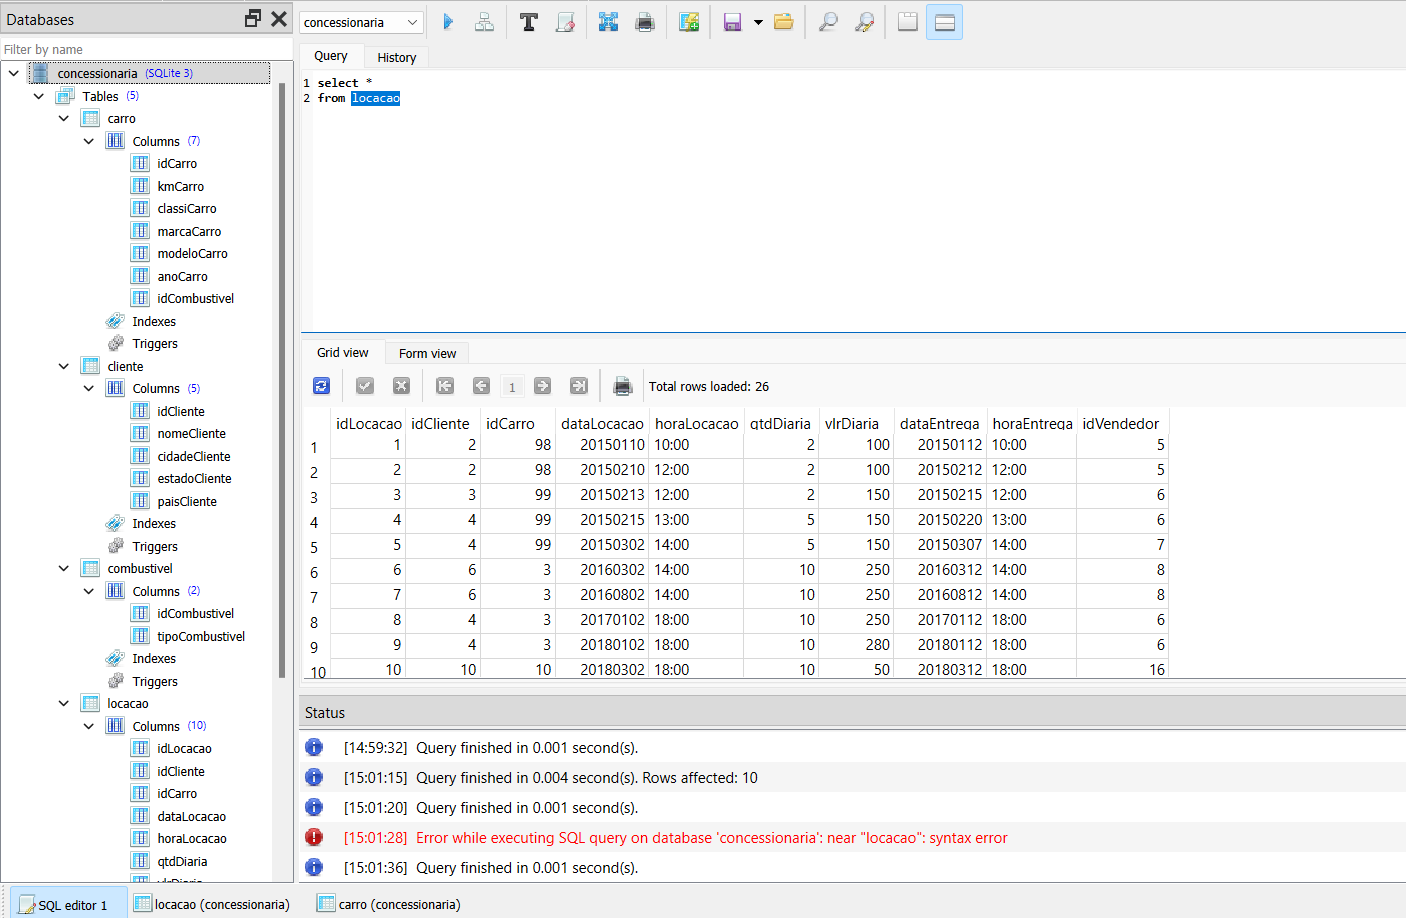 Databases
Filter by name
concessionaria (SQLite 3)
Tables (5)
carro
Columns (7)
idCarro
kmCarro
classiCarro
marcaCarro
modeloCarro
anoCarro
idCombustivel
Indexes
Triggers
cliente
Columns (5)
idCliente
nomeCliente
cidadeCliente
estadoCliente
paisCliente
Indexes
Triggers
combustivel
Columns (2)
idCombustivel
tipoCombustivel
Indexes
Triggers
locacao
Columns (10)
idLocacao
idCliente
idCarro
dataLocacao
horaLocacao
qtdDiaria
vlrDiaria
concessionaria
Query History
1 select *
2 from locacao
Grid view Form view
1 Total rows loaded: 26
idLocacao idCliente idCarro dataLocacao horaLocacao qtdDiaria vlrDiaria dataEntrega horaEntrega idVendedor
1 1 2 98 20150110 10:00 2 100 20150112 10:00 5
2 2 2 98 20150210 12:00 2 100 20150212 12:00 5
3 3 3 99 20150213 12:00 2 150 20150215 12:00 6
4 4 4 99 20150215 13:00 5 150 20150220 13:00 6
5 5 4 99 20150302 14:00 5 150 20150307 14:00 7
6 6 6 3 20160302 14:00 10 250 20160312 14:00 8
7 7 6 3 20160802 14:00 10 250 20160812 14:00 8
8 8 4 3 20170102 18:00 10 250 20170112 18:00 6
9 9 4 3 20180102 18:00 10 280 20180112 18:00 6
10 10 10 10 20180302 18:00 10 50 20180312 18:00 16
Status
[14:59:32] Query finished in 0.001 second(s).
[15:01:15] Query finished in 0.004 second(s). Rows affected: 10
[15:01:20] Query finished in 0.001 second(s).
[15:01:28] Error while executing SQL query on database 'concessionaria': near "locacao": syntax error
[15:01:36] Query finished in 0.001 second(s).
SQL editor 1 locacao (concessionaria) carro (concessionaria)